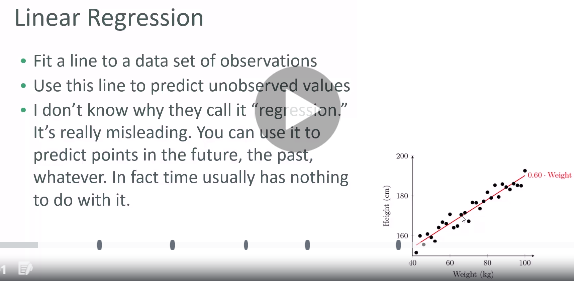 Linear Regression
• Fit a line to a data set of observations
• Use this line to predict unobserved values
• I don't know why they call it "regression."
It's really misleading. You can use it to
predict points in the future, the past,
whatever. In fact time usually has nothing
to do with it.
200
180
160
Height (cm)
0.60 · Weight
40
60
80
100
Weight (kg)
1